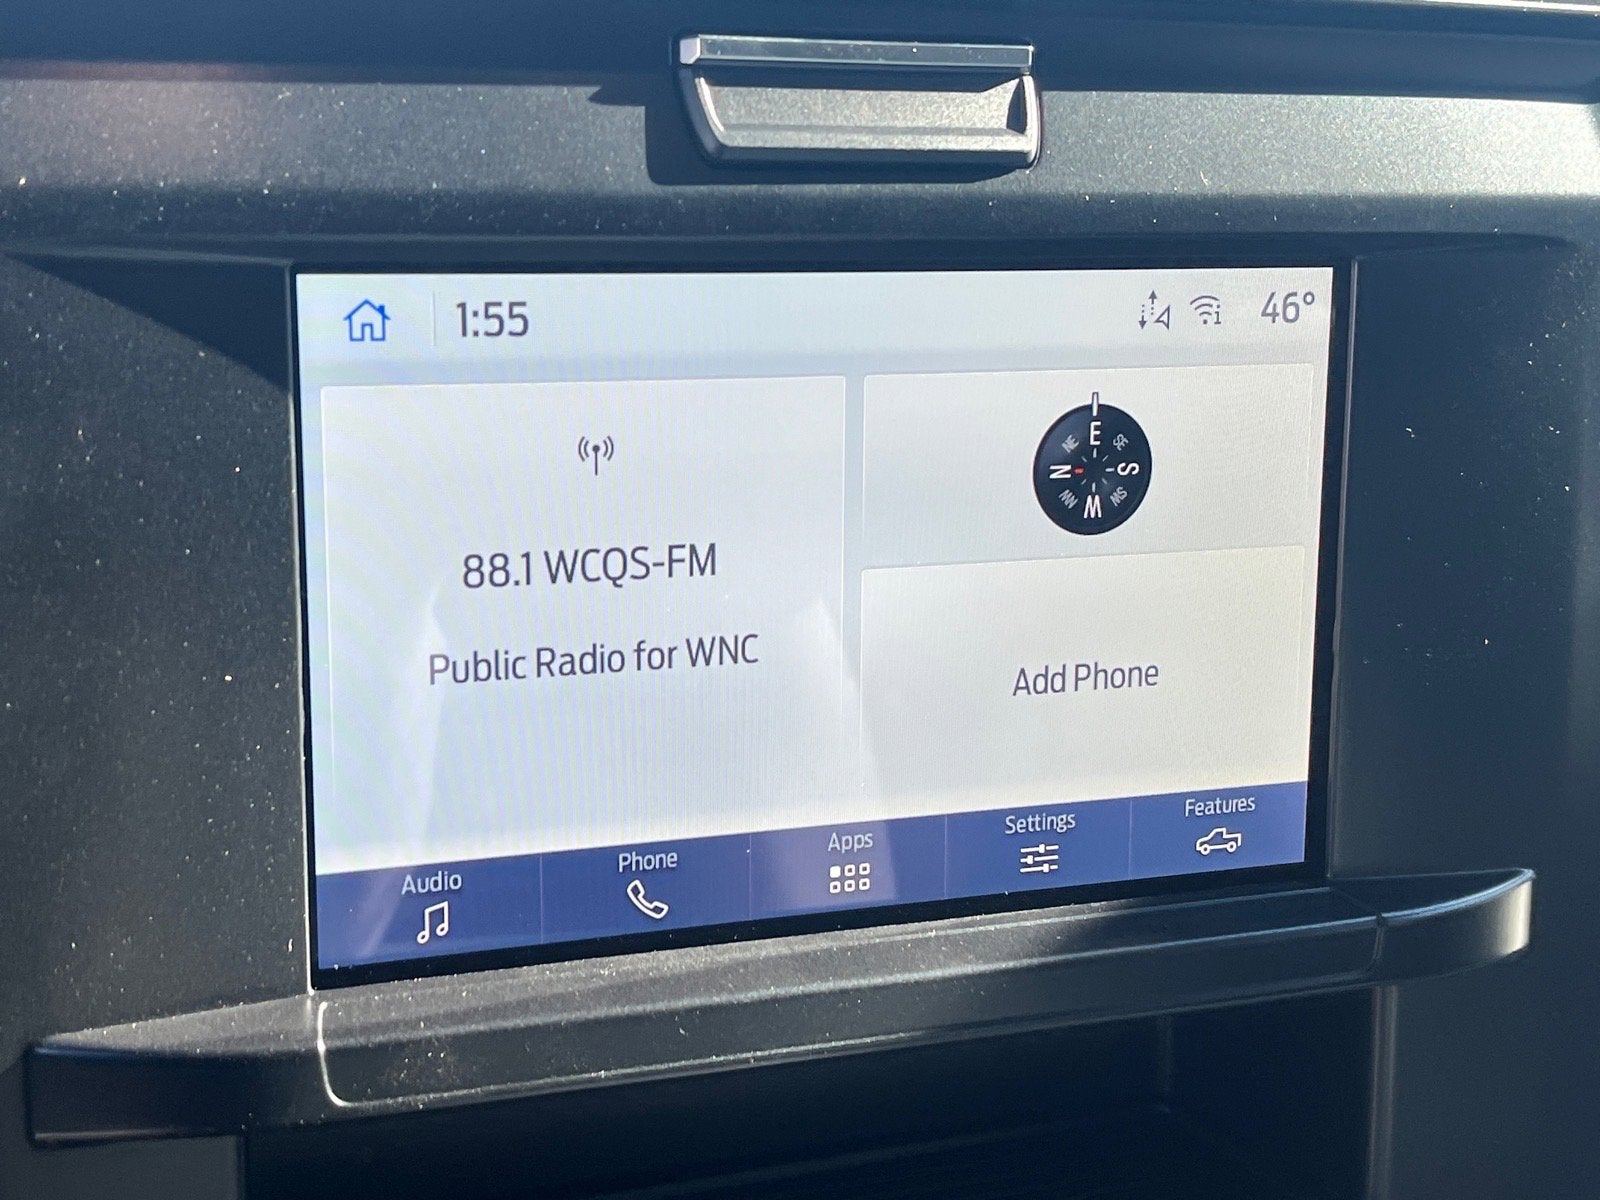 1:55
46°
88.1 WCQS-FM
Public Radio for WNC
E
NE
SE
N
S
NW
SW
W
Add Phone
Audio
Phone
Apps
Settings
Features